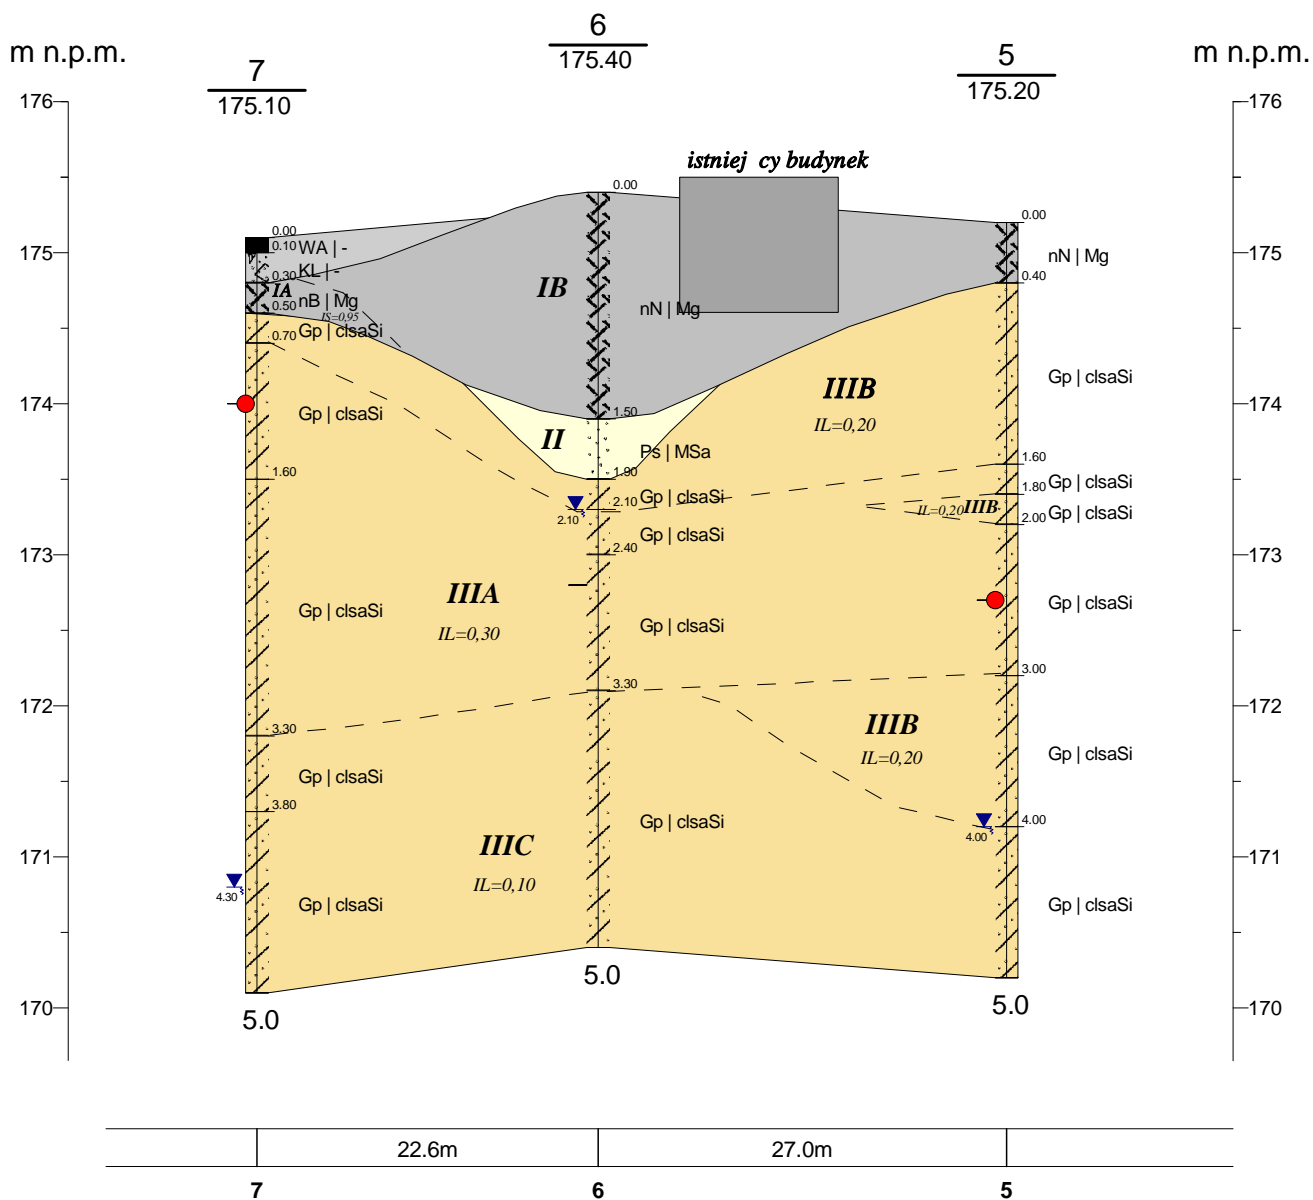 m n.p.m.
7
175.10
6
175.40
5
175.20
m n.p.m.
176
175
174
173
172
171
170
0.00
0.10
0.30
0.50
0.70
1.60
3.30
3.80
4.30
WA | -
KL | -
IA
nB | Mg
IS=0,95
Gp | clsaSi
Gp | clsaSi
Gp | clsaSi
Gp | clsaSi
Gp | clsaSi
5.0
IB
II
IIIA
IL=0,30
IIIC
IL=0,10
0.00
1.50
1.90
2.10
2.10
2.40
3.30
istniej cy budynek
nN | Mg
Ps | MSa
Gp | clsaSi
Gp | clsaSi
Gp | clsaSi
Gp | clsaSi
5.0
IIIB
IL=0,20
IL=0,20 IIIB
IIIB
IL=0,20
0.00
0.40
1.60
1.80
2.00
3.00
4.00
4.00
nN | Mg
Gp | clsaSi
Gp | clsaSi
Gp | clsaSi
Gp | clsaSi
Gp | clsaSi
Gp | clsaSi
5.0
176
175
174
173
172
171
170
22.6m
27.0m
7
6
5